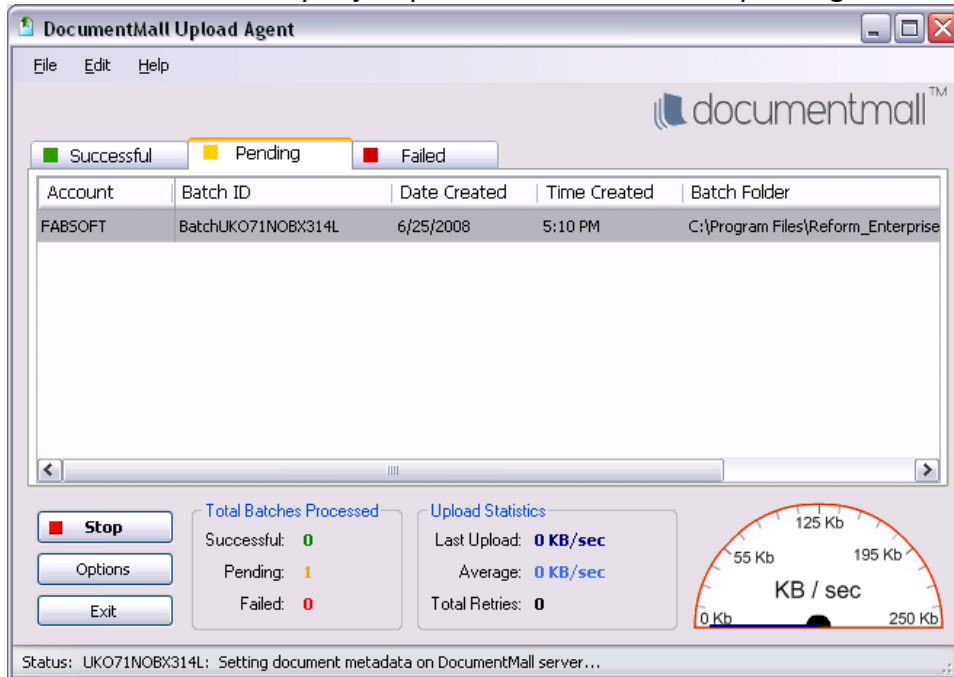 DocumentMall Upload Agent
File Edit Help
documentmall™
Successful Pending Failed
Account Batch ID Date Created Time Created Batch Folder
FABSOFT BatchUKO71NOBX314L 6/25/2008 5:10 PM C:\Program Files\Reform_Enterprise
Total Batches Processed Upload Statistics
Stop
Successful: 0 Last Upload: 0 KB/sec
Options
Pending: 1 Average: 0 KB/sec
Exit
Failed: 0 Total Retries: 0
125 Kb
55 Kb 195 Kb
KB / sec
0 Kb 250 Kb
Status: UKO71NOBX314L: Setting document metadata on DocumentMall server...